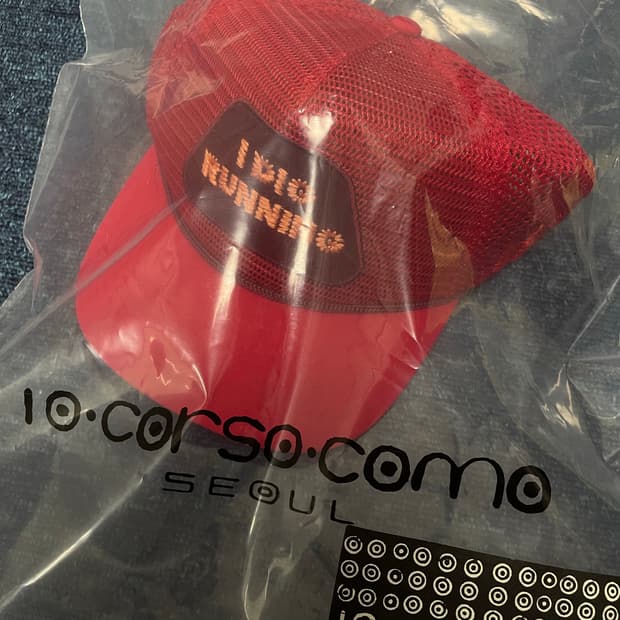 I DIG
RUNNING
10·corso·como
SEOUL